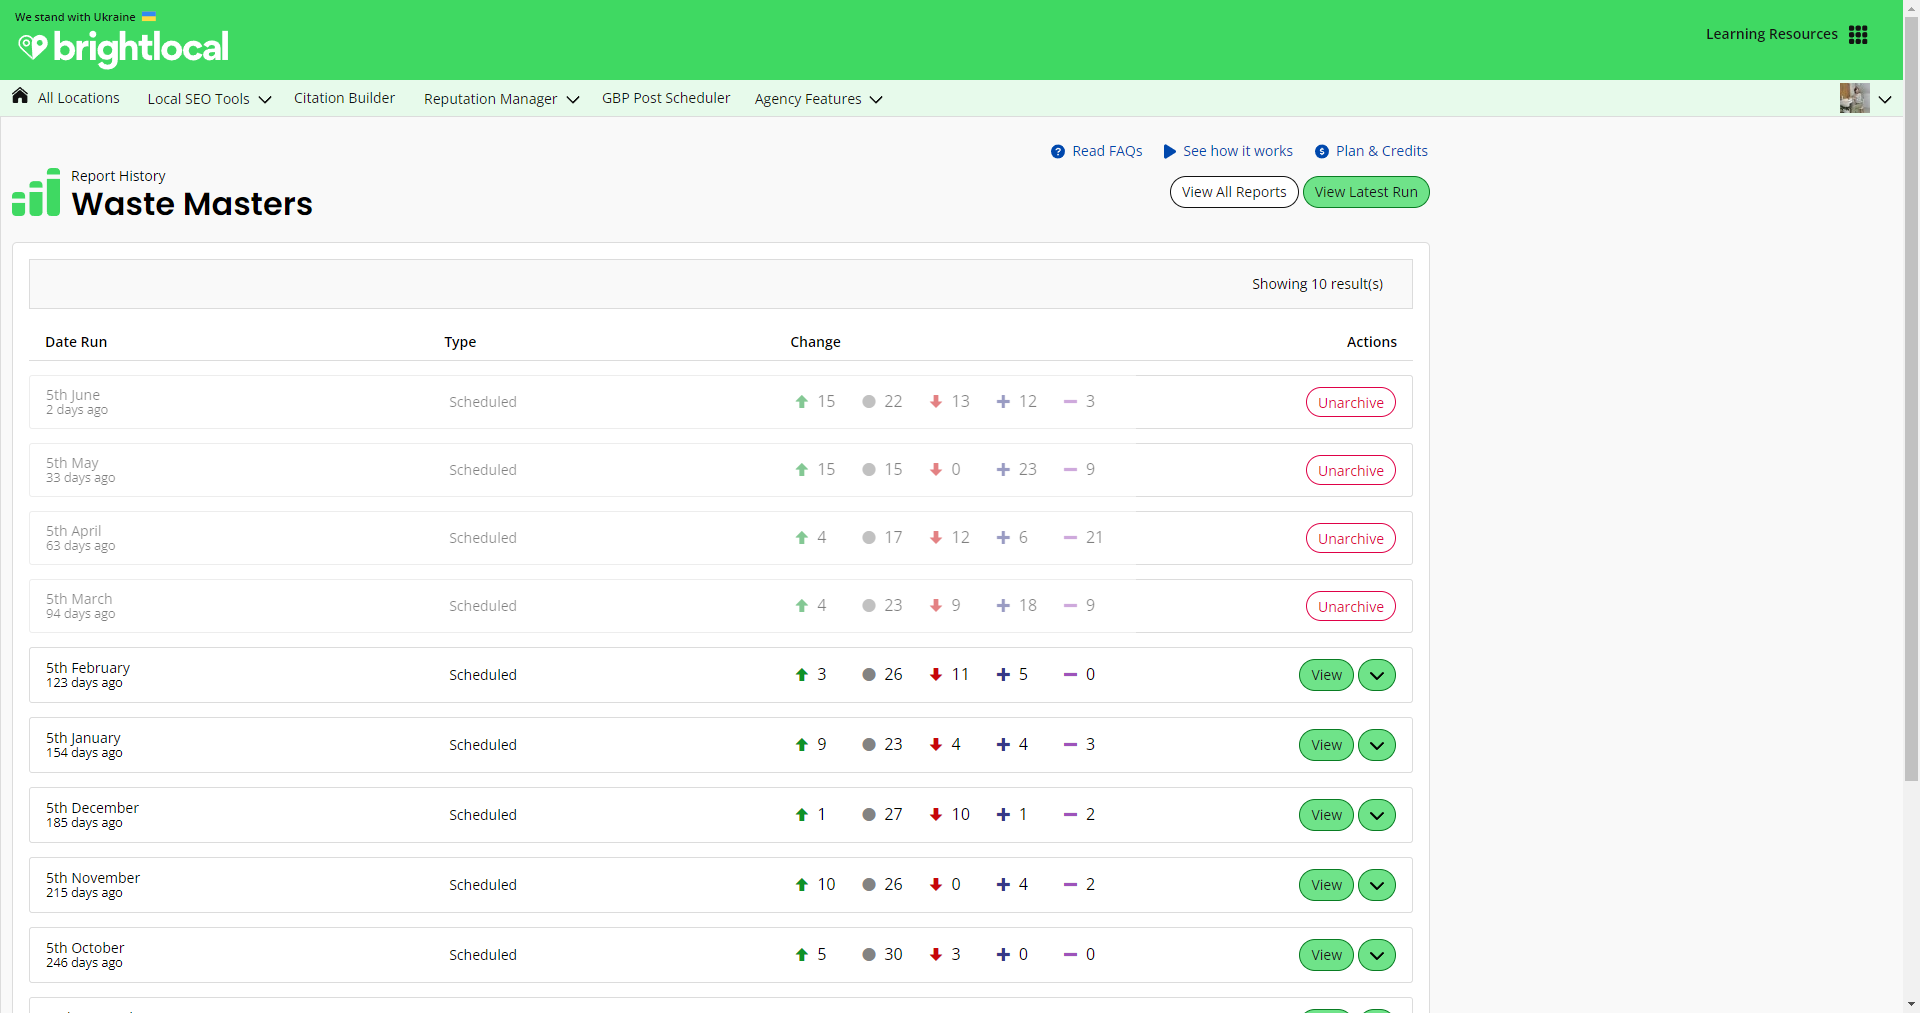 We stand with Ukraine
brightlocal
Learning Resources
All Locations Local SEO Tools Citation Builder Reputation Manager GBP Post Scheduler Agency Features
Read FAQs See how it works Plan & Credits
Report History
Waste Masters
View All Reports View Latest Run
Showing 10 result(s)
Date Run Type Change Actions
5th June
2 days ago
Scheduled 15 22 13 12 3 Unarchive
5th May
33 days ago
Scheduled 15 15 0 23 9 Unarchive
5th April
63 days ago
Scheduled 4 17 12 6 21 Unarchive
5th March
94 days ago
Scheduled 4 23 9 18 9 Unarchive
5th February
123 days ago
Scheduled 3 26 11 5 0 View
5th January
154 days ago
Scheduled 9 23 4 4 3 View
5th December
185 days ago
Scheduled 1 27 10 1 2 View
5th November
215 days ago
Scheduled 10 26 0 4 2 View
5th October
246 days ago
Scheduled 5 30 3 0 0 View